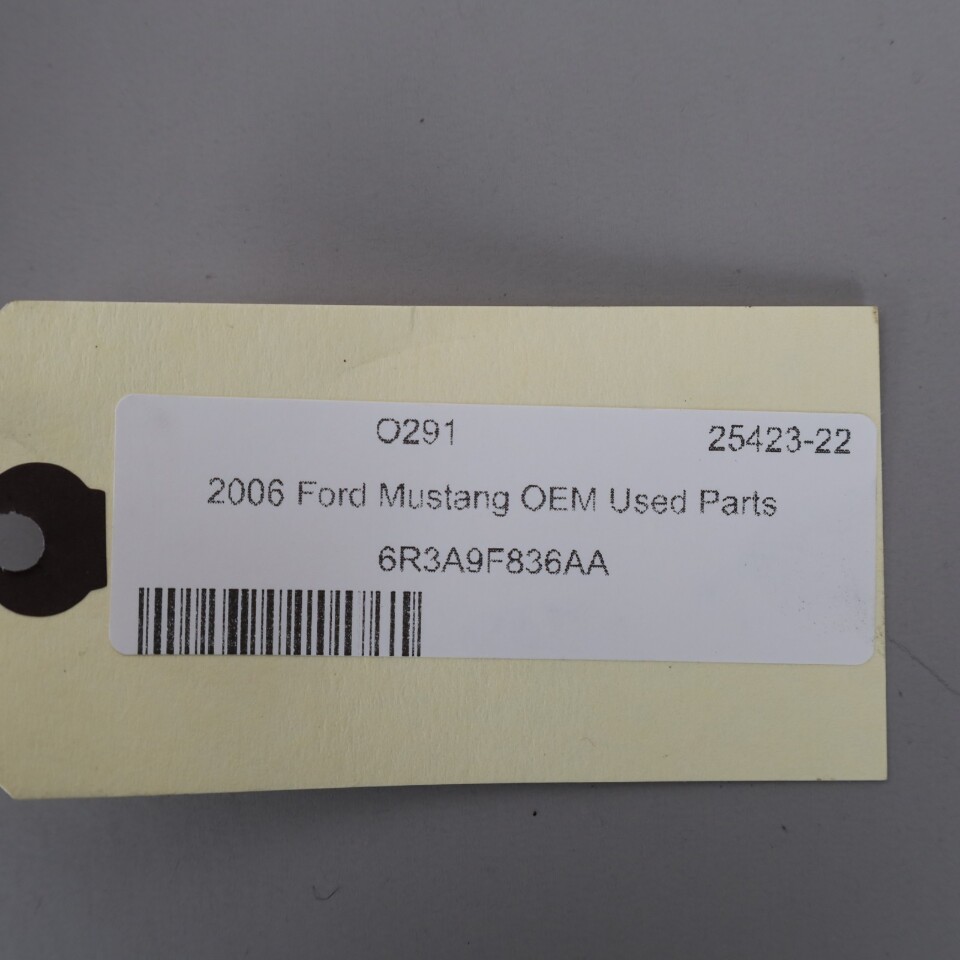 O291 25423-22
2006 Ford Mustang OEM Used Parts
6R3A9F836AA